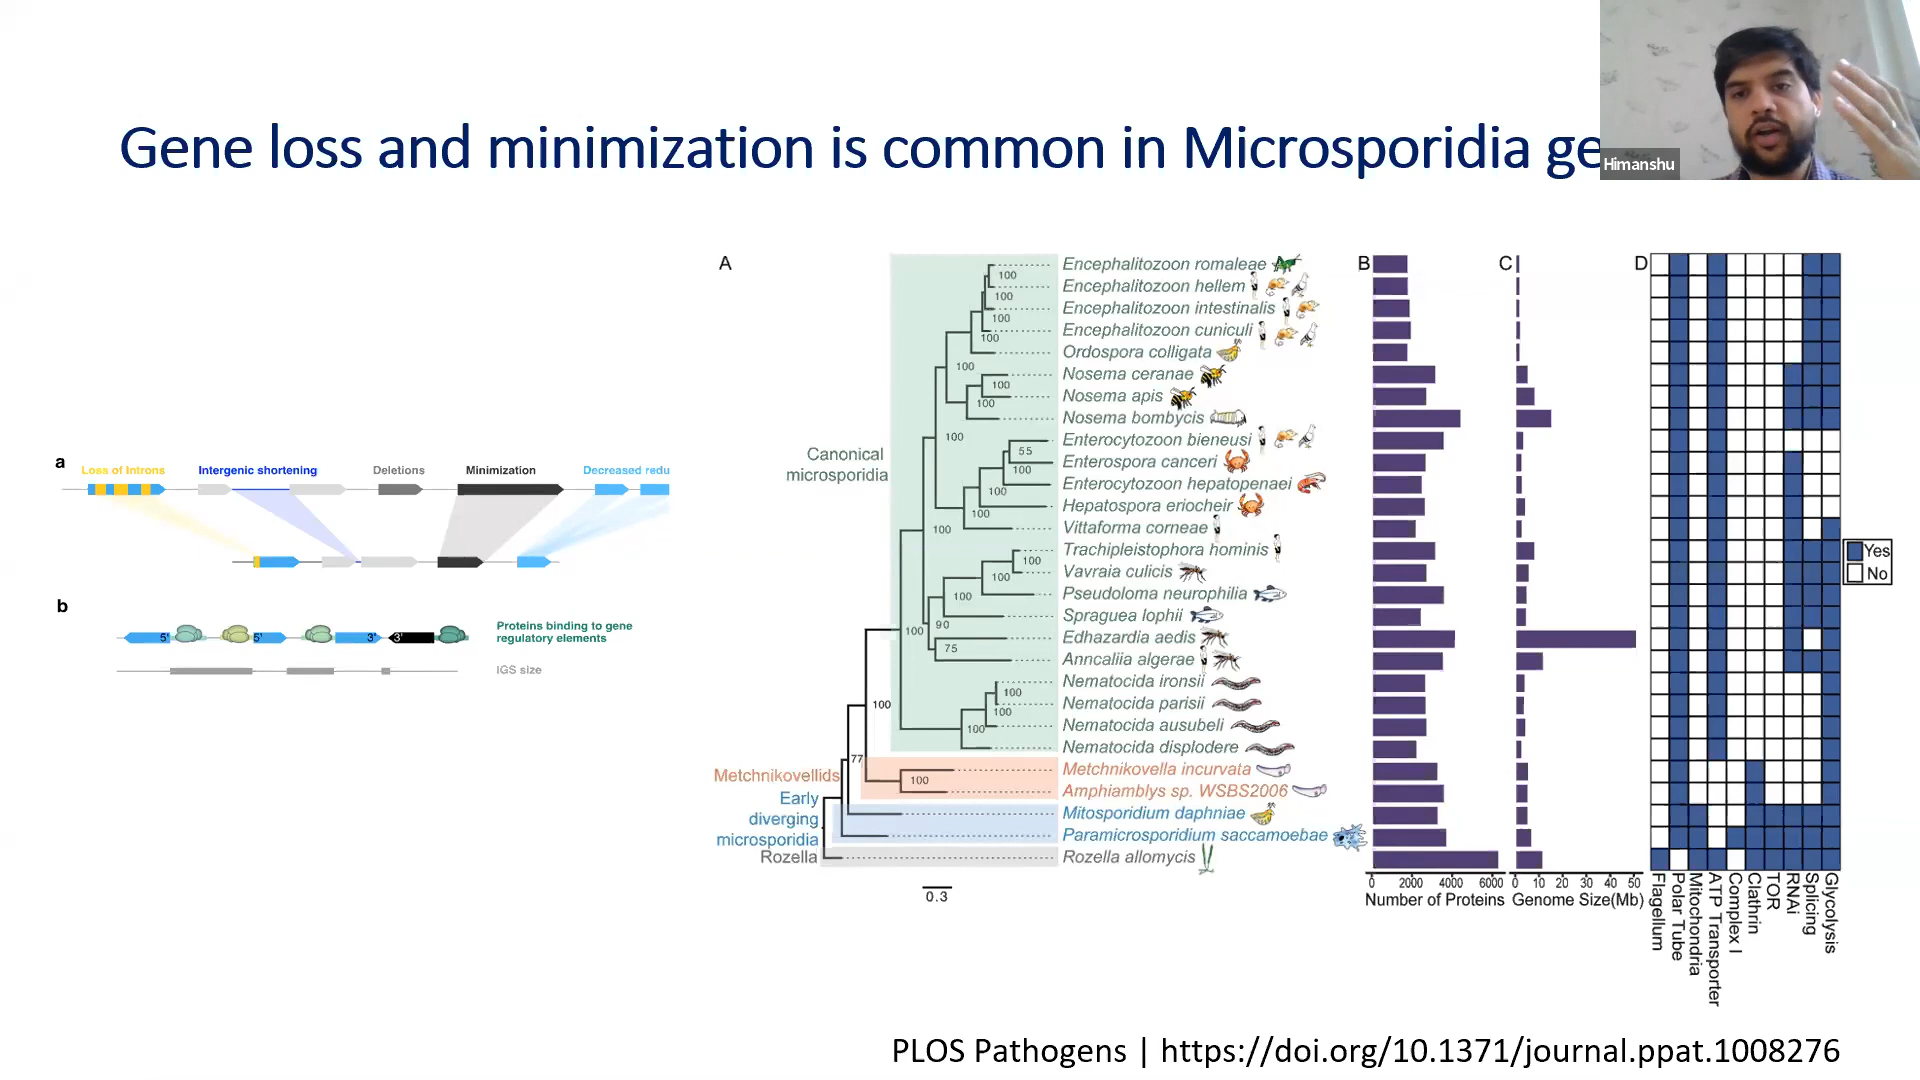 Gene loss and minimization is common in Microsporidia ge
Himanshu
a
Loss of Introns
Intergenic shortening
Deletions
Minimization
Decreased redu
b
5'
5'
3'
3'
Proteins binding to gene
regulatory elements
IGS size
A
Canonical
microsporidia
Metchnikovellids
Early
diverging
microsporidia
Rozella
100
100
100
100
100
100
100
100
55
100
100
100
100
100
100
100
90
100
75
100
100
100
100
77
100
0.3
Encephalitozoon romaleae
Encephalitozoon hellem
Encephalitozoon intestinalis
Encephalitozoon cuniculi
Ordospora colligata
Nosema ceranae
Nosema apis
Nosema bombycis
Enterocytozoon bieneusi
Enterospora canceri
Enterocytozoon hepatopenaei
Hepatospora eriocheir
Vittaforma corneae
Trachipleistophora hominis
Vavraia culicis
Pseudoloma neurophilia
Spraguea lophii
Edhazardia aedis
Anncaliia algerae
Nematocida ironsii
Nematocida parisii
Nematocida ausubeli
Nematocida displodere
Metchnikovella incurvata
Amphiamblys sp. WSBS2006
Mitosporidium daphniae
Paramicrosporidium saccamoebae
Rozella allomycis
B
0 2000 4000 6000
Number of Proteins
C
0 10 20 30 40 50
Genome Size(Mb)
D
Yes
No
Flagellum
Polar Tube
Mitochondria
ATP Transporter
Complex I
Clathrin
TOR
RNAi
Splicing
Glycolysis
PLOS Pathogens | https://doi.org/10.1371/journal.ppat.1008276